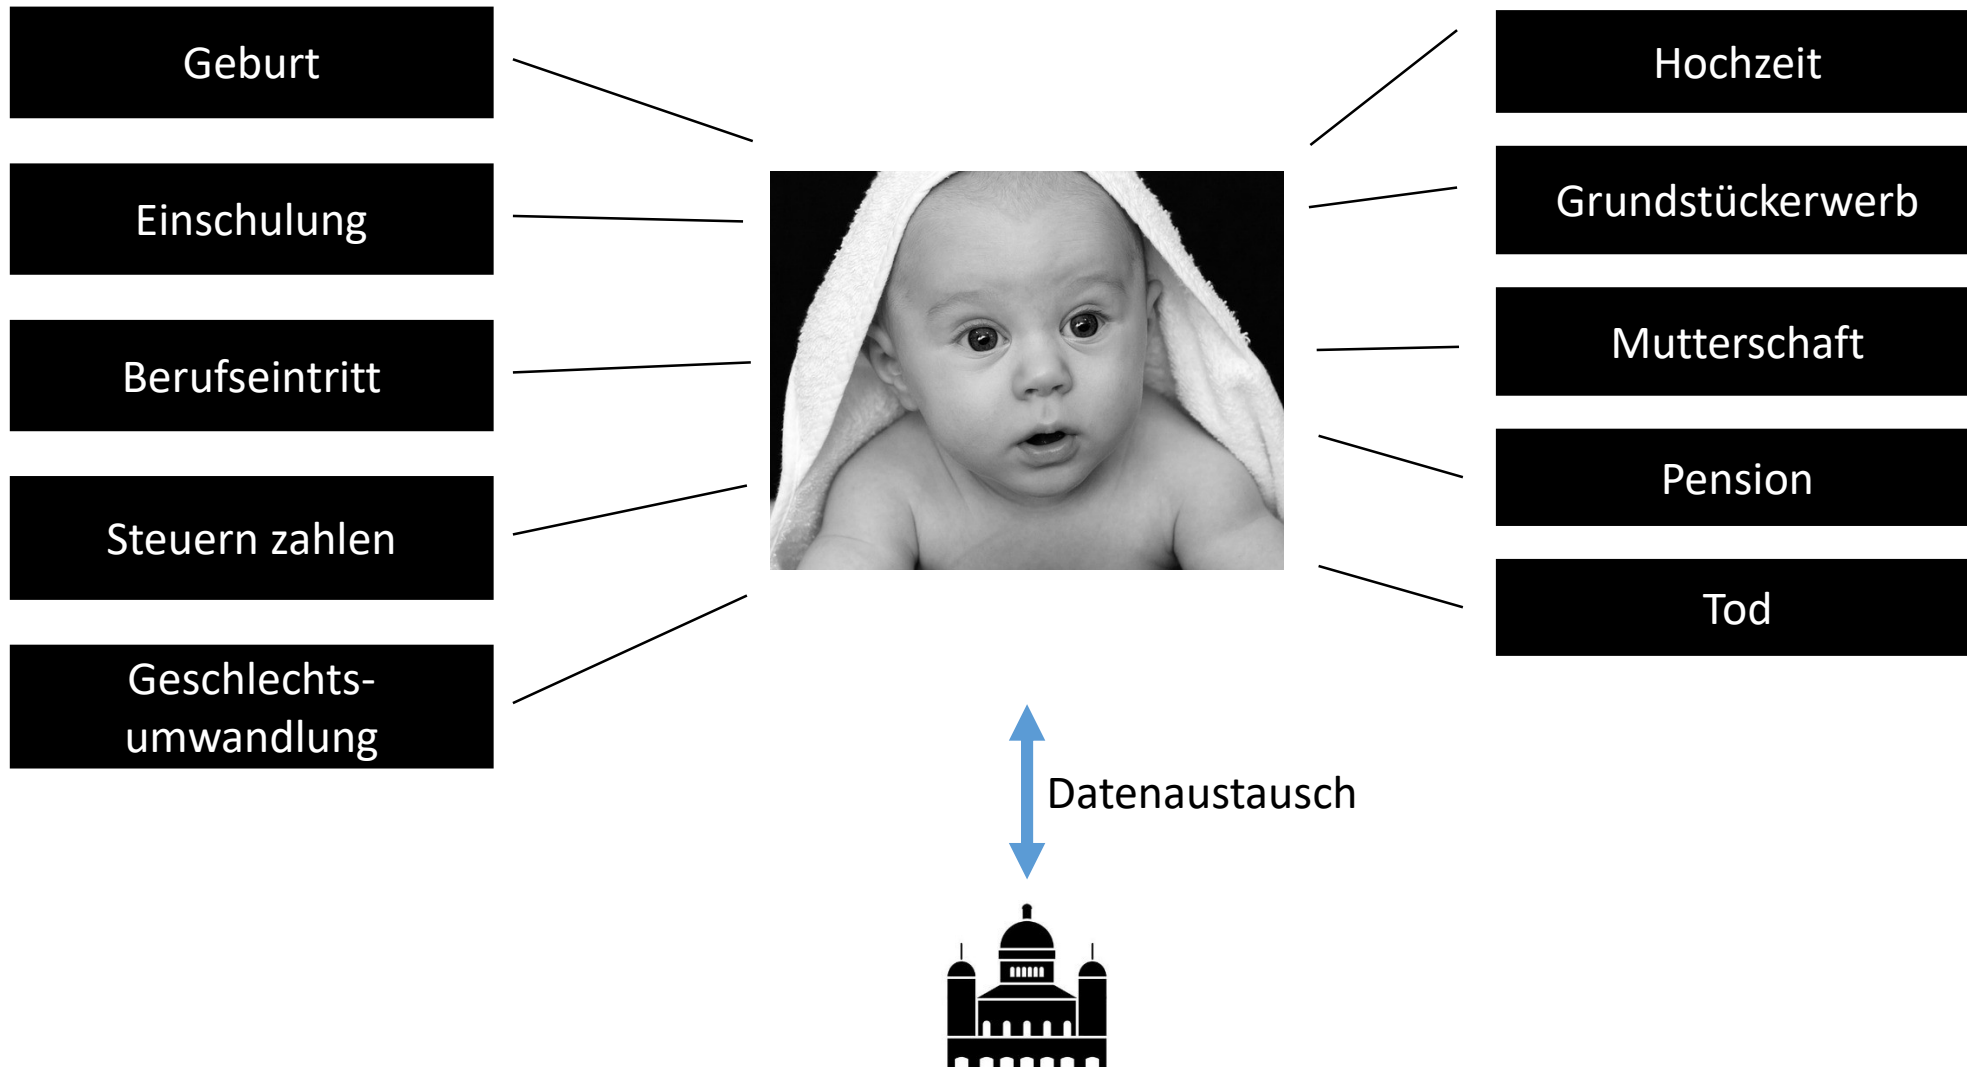 Geburt
Einschulung
Berufseintritt
Steuern zahlen
Geschlechts-
umwandlung
Hochzeit
Grundstückerwerb
Mutterschaft
Pension
Tod
Datenaustausch